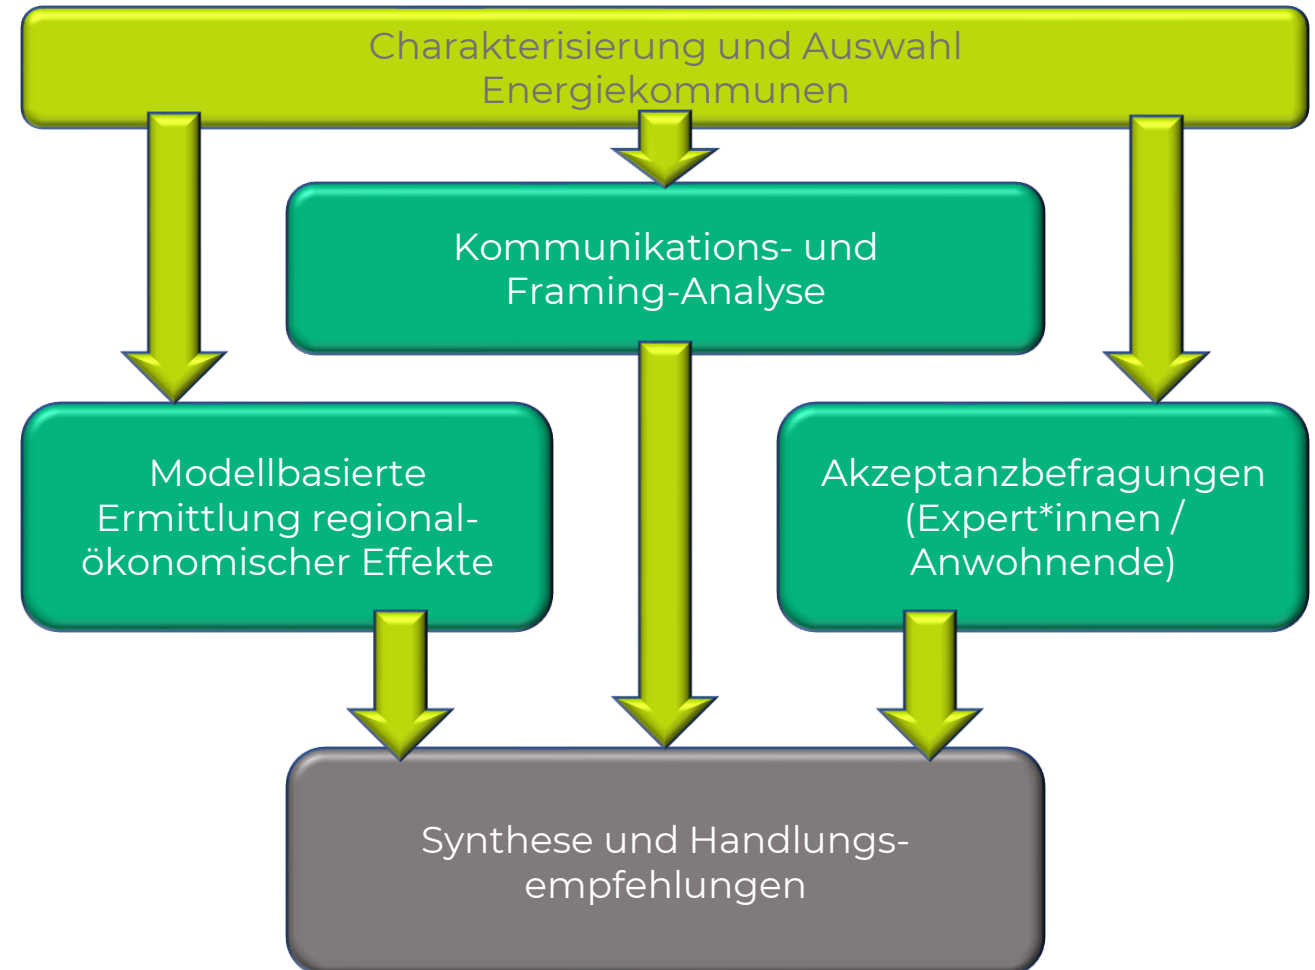 Charakterisierung und Auswahl
Energiekommunen
Kommunikations- und
Framing-Analyse
Modellbasierte
Ermittlung regional-
ökonomischer Effekte
Akzeptanzbefragungen
(Expert*innen /
Anwohnende)
Synthese und Handlungs-
empfehlungen